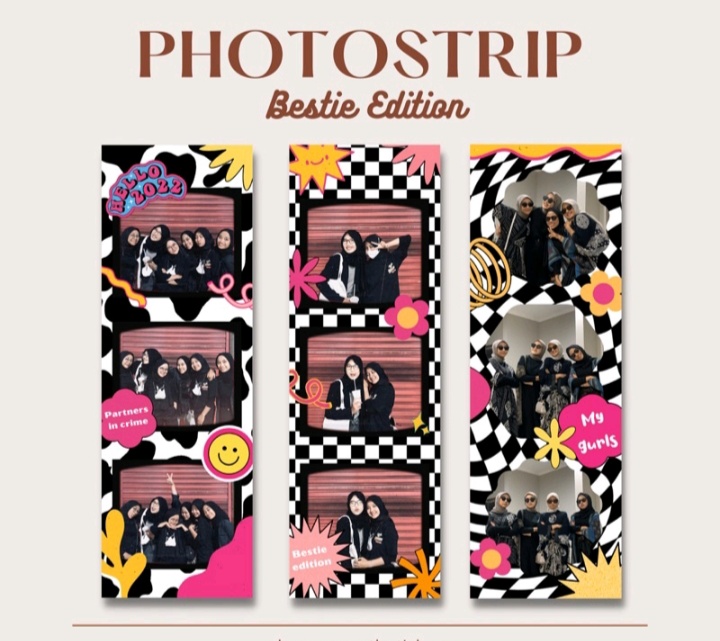 PHOTOSTRIP
Bestie Edition
HELLO
2022
Partners
in crime
Bestie
edition
My
gurls